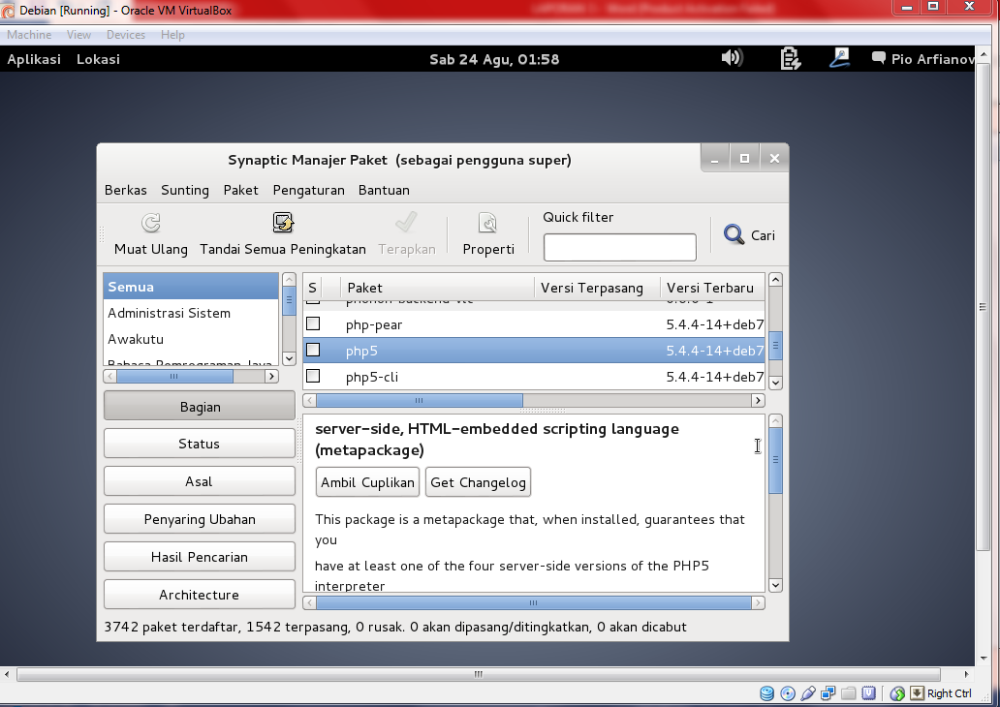 Debian [Running] - Oracle VM VirtualBox
Machine View Devices Help
Aplikasi Lokasi Sab 24 Agu, 01:58 Pio Arfianov
Synaptic Manajer Paket (sebagai pengguna super)
Berkas Sunting Paket Pengaturan Bantuan
Muat Ulang Tandai Semua Peningkatan Terapkan Properti Quick filter Cari
Semua
Administrasi Sistem
Awakutu
Bahasa Pemrograman Java
S Paket Versi Terpasang Versi Terbaru
phonon-backend-vlc
php-pear 5.4.4-14+deb7
php5 5.4.4-14+deb7
php5-cli 5.4.4-14+deb7
Bagian
Status
Asal
Penyaring Ubahan
Hasil Pencarian
Architecture
server-side, HTML-embedded scripting language
(metapackage)
Ambil Cuplikan Get Changelog
This package is a metapackage that, when installed, guarantees that
you
have at least one of the four server-side versions of the PHP5
interpreter
3742 paket terdaftar, 1542 terpasang, 0 rusak. 0 akan dipasang/ditingkatkan, 0 akan dicabut
Right Ctrl